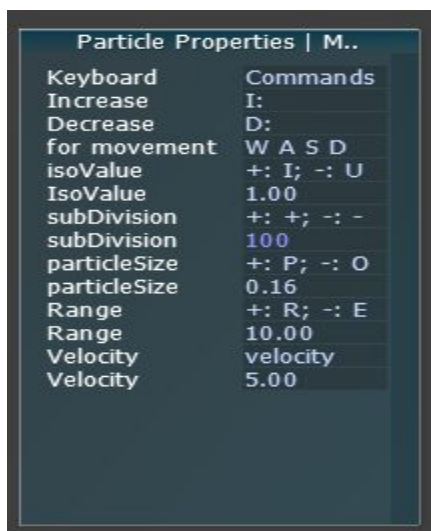 Particle Properties | M..
Keyboard Commands
Increase I:
Decrease D:
for movement W A S D
isoValue +: I; -: U
IsoValue 1.00
subDivision +: +; -: -
subDivision 100
particleSize +: P; -: O
particleSize 0.16
Range +: R; -: E
Range 10.00
Velocity velocity
Velocity 5.00